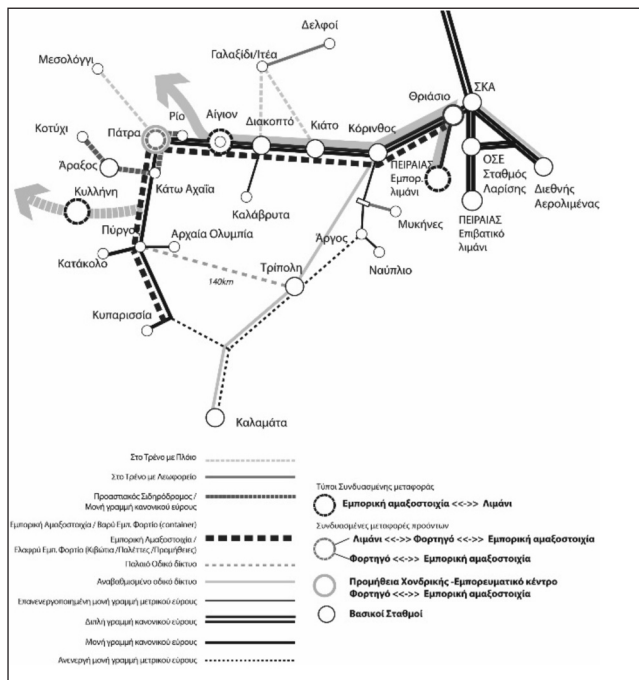 Δελφοί
Γαλαξίδι/Ιτέα
Μεσολόγγι
ΣΚΑ
Θριάσιο
Ρίο
Αίγιον
Διακοπτό
Κιάτο
Κόρινθος
Κοτύχι
Πάτρα
Άραξος
ΠΕΙΡΑΙΑΣ
Εμπορ.
λιμάνι
ΟΣΕ
Σταθμός
Λαρίσης
Διεθνής
Αερολιμένας
Κυλλήνη
Κάτω Αχαΐα
Καλάβρυτα
ΠΕΙΡΑΙΑΣ
Επιβατικό
λιμάνι
Πύργος
Αρχαία Ολυμπία
Μυκήνες
Άργος
Κατάκολο
Ναύπλιο
Τρίπολη
140km
Κυπαρισσία
Καλαμάτα
Στο Τρένο με Πλόιο
Στο Τρένο με Λεωφορείο
Προαστιακός Σιδηρόδρομος /
Μονή γραμμή κανονικού εύρους
Εμπορική Αμαξοστοιχία / Βαρύ Εμπ. Φορτίο (container)
Εμπορική Αμαξοστοιχία /
Ελαφρύ Εμπ. Φορτίο (Κιβώτια /Παλέττες /Προμήθειες)
Παλαιό Οδικό δίκτυο
Αναβαθμισμένο οδικό δίκτυο
Επανενεργοποιημένη μονή γραμμή μετρικού εύρους
Διπλή γραμμή κανονικού εύρους
Μονή γραμμή κανονικού εύρους
Ανενεργή μονή γραμμή μετρικού εύρους
Τύποι Συνδυασμένης μεταφοράς
Εμπορική αμαξοστοιχία <<->> Λιμάνι
Συνδυασμένες μεταφορές προόντων
Λιμάνι <<->> Φορτηγό <<->> Εμπορική αμαξοστοιχία
Φορτηγό <<->> Εμπορική αμαξοστοιχία
Προμήθεια Χονδρικής -Εμπορευματικό κέντρο
Φορτηγό <<->> Εμπορική αμαξοστοιχία
Βασικοί Σταθμοί